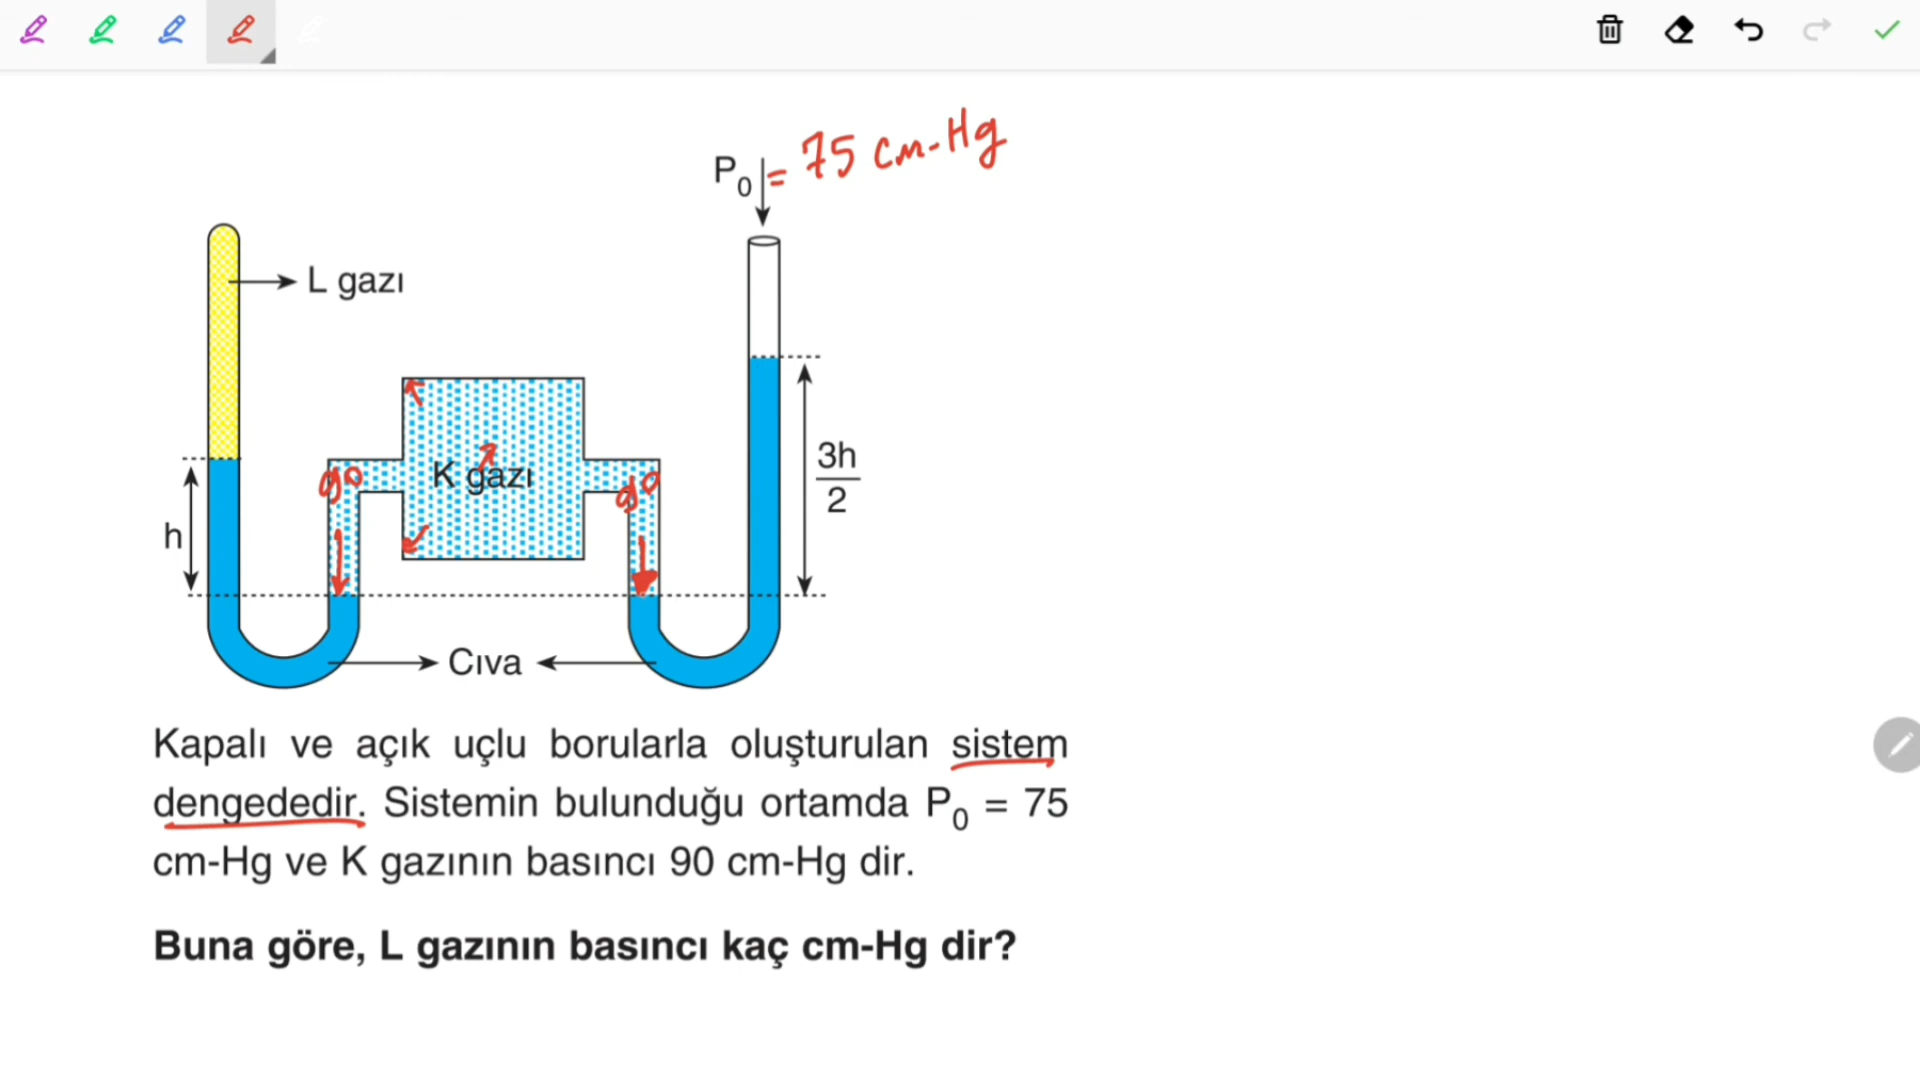 P0 = 75 cm-Hg
L gazı
K gazı
90
90
h
3h
2
Cıva
Kapalı ve açık uçlu borularla oluşturulan sistem
dengededir. Sistemin bulunduğu ortamda P0 = 75
cm-Hg ve K gazının basıncı 90 cm-Hg dir.
Buna göre, L gazının basıncı kaç cm-Hg dir?